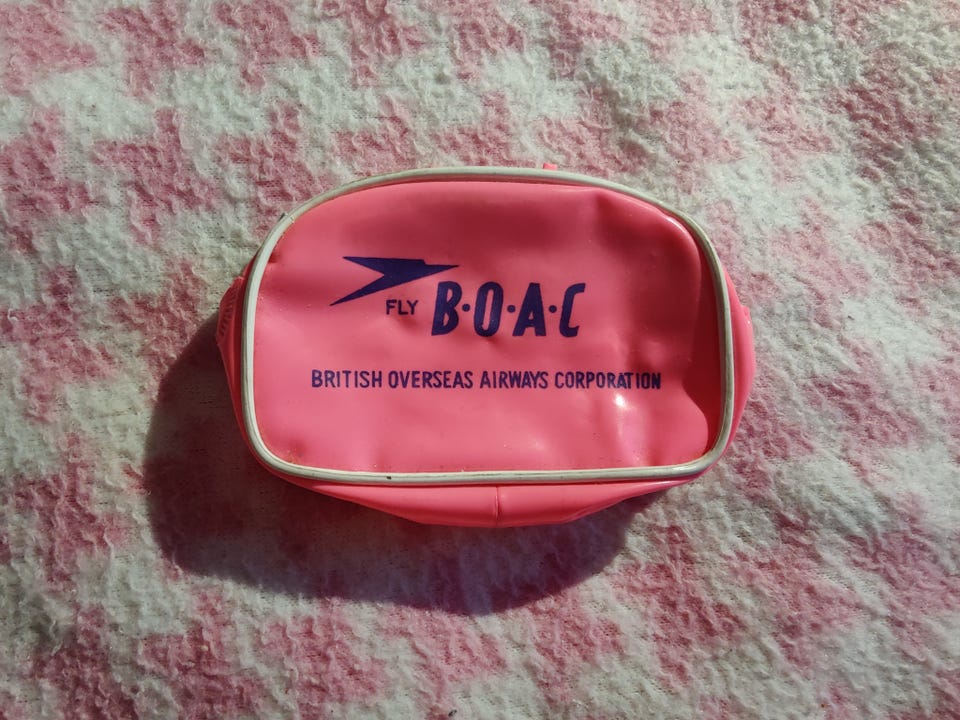 FLY B·O·A·C
BRITISH OVERSEAS AIRWAYS CORPORATION